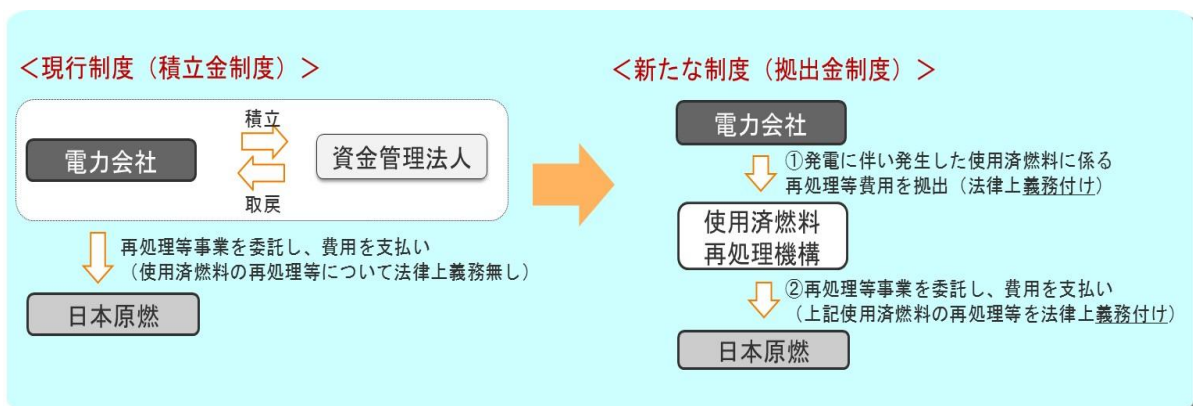 ＜現行制度（積立金制度）＞
積立
電力会社
資金管理法人
取戻
再処理等事業を委託し、費用を支払い
（使用済燃料の再処理等について法律上義務無し）
日本原燃
＜新たな制度（拠出金制度）＞
電力会社
①発電に伴い発生した使用済燃料に係る
再処理等費用を拠出（法律上義務付け）
使用済燃料
再処理機構
②再処理等事業を委託し、費用を支払い
（上記使用済燃料の再処理等を法律上義務付け）
日本原燃